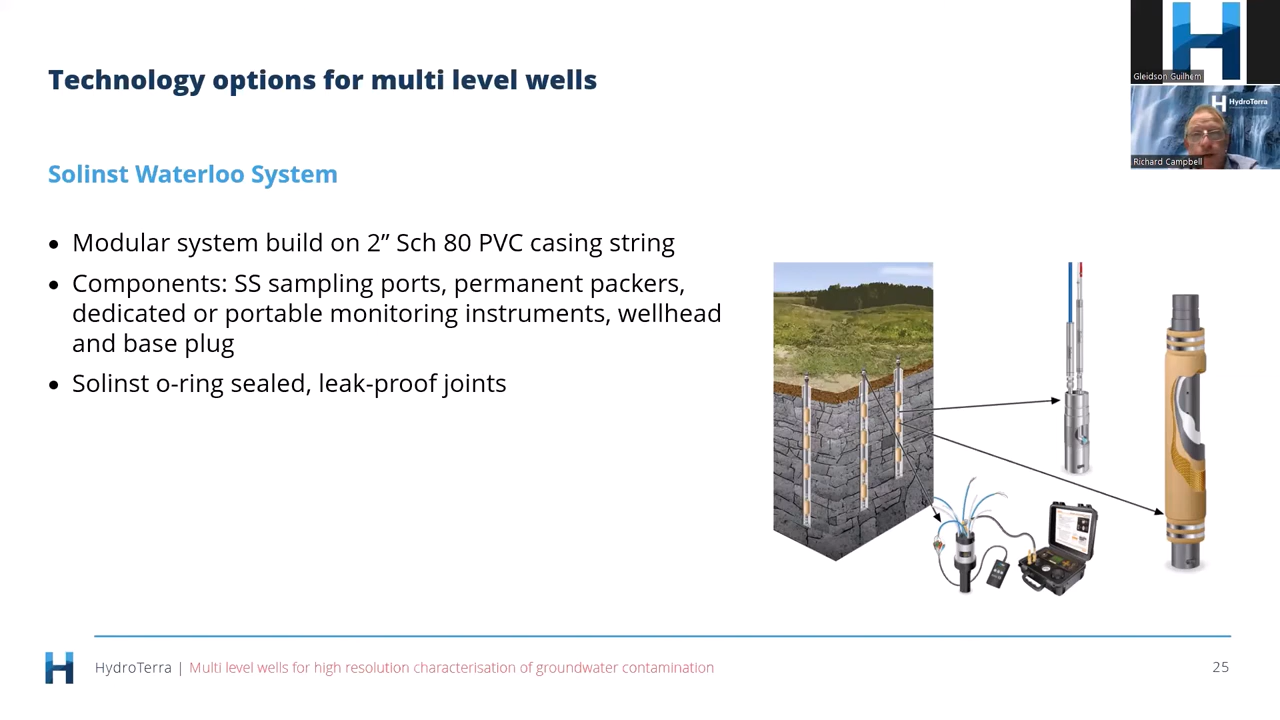 Technology options for multi level wells
Gleidson Guilhem
HydroTerra
Richard Campbell
Solinst Waterloo System
• Modular system build on 2” Sch 80 PVC casing string
• Components: SS sampling ports, permanent packers,
dedicated or portable monitoring instruments, wellhead
and base plug
• Solinst o-ring sealed, leak-proof joints
HydroTerra | Multi level wells for high resolution characterisation of groundwater contamination
25